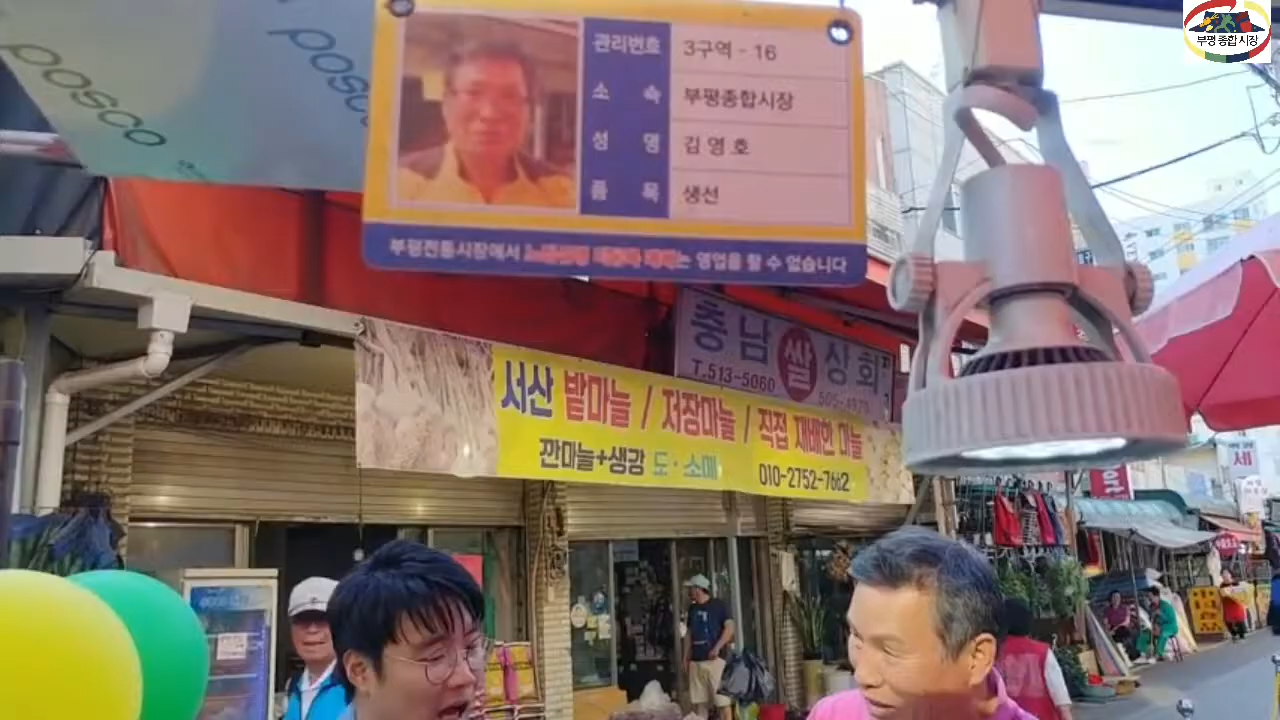 posco
posco
부평종합시장
관리번호 3구역 - 16
소 속 부평종합시장
성 명 김영호
품 목 생선
부평전통시장에서 는 영업을 할 수 없습니다
충남쌀상회
T.513-5060
서산 밭마늘 / 저장마늘 / 직접 재배한 마늘
깐마늘+생강 도·소매 010-2752-7662
세